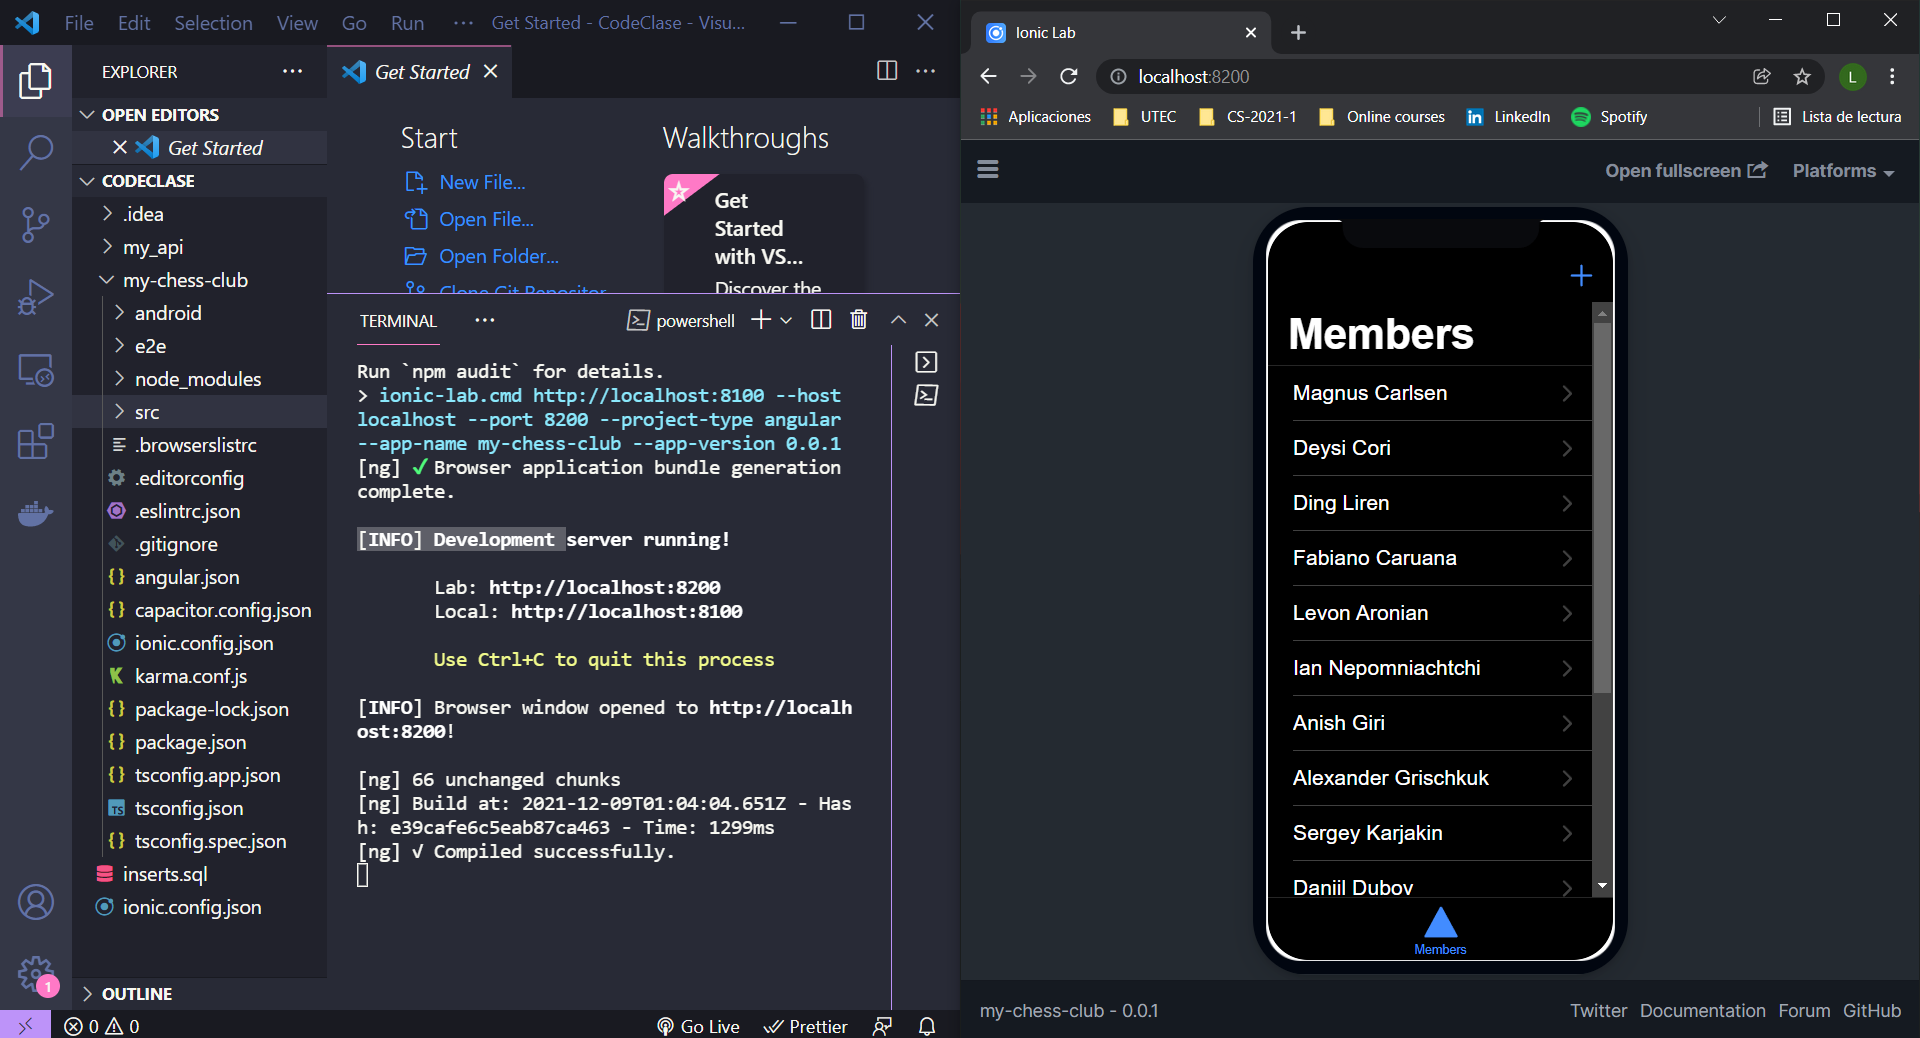 File Edit Selection View Go Run ··· Get Started - CodeClase - Visu...
EXPLORER ···
OPEN EDITORS
Get Started
CODECLASE
.idea
my_api
my-chess-club
android
e2e
node_modules
src
.browserslistrc
.editorconfig
.eslintrc.json
.gitignore
angular.json
capacitor.config.json
ionic.config.json
karma.conf.js
package-lock.json
package.json
tsconfig.app.json
tsconfig.json
tsconfig.spec.json
inserts.sql
ionic.config.json
OUTLINE
1
0 0
Get Started
Start
New File...
Open File...
Open Folder...
Clone Git Repositor
Walkthroughs
Get
Started
with VS...
Discover the
TERMINAL ··· powershell
Run `npm audit` for details.
> ionic-lab.cmd http://localhost:8100 --host
localhost --port 8200 --project-type angular
--app-name my-chess-club --app-version 0.0.1
[ng] ✔ Browser application bundle generation
complete.
[INFO] Development server running!
Lab: http://localhost:8200
Local: http://localhost:8100
Use Ctrl+C to quit this process
[INFO] Browser window opened to http://localh
ost:8200!
[ng] 66 unchanged chunks
[ng] Build at: 2021-12-09T01:04:04.651Z - Has
h: e39cafe6c5eab87ca463 - Time: 1299ms
[ng] √ Compiled successfully.
Go Live Prettier
Ionic Lab
localhost:8200
L
Aplicaciones UTEC CS-2021-1 Online courses LinkedIn Spotify Lista de lectura
Open fullscreen Platforms
Members
Magnus Carlsen
Deysi Cori
Ding Liren
Fabiano Caruana
Levon Aronian
Ian Nepomniachtchi
Anish Giri
Alexander Grischkuk
Sergey Karjakin
Daniil Dubov
Members
my-chess-club - 0.0.1
Twitter Documentation Forum GitHub